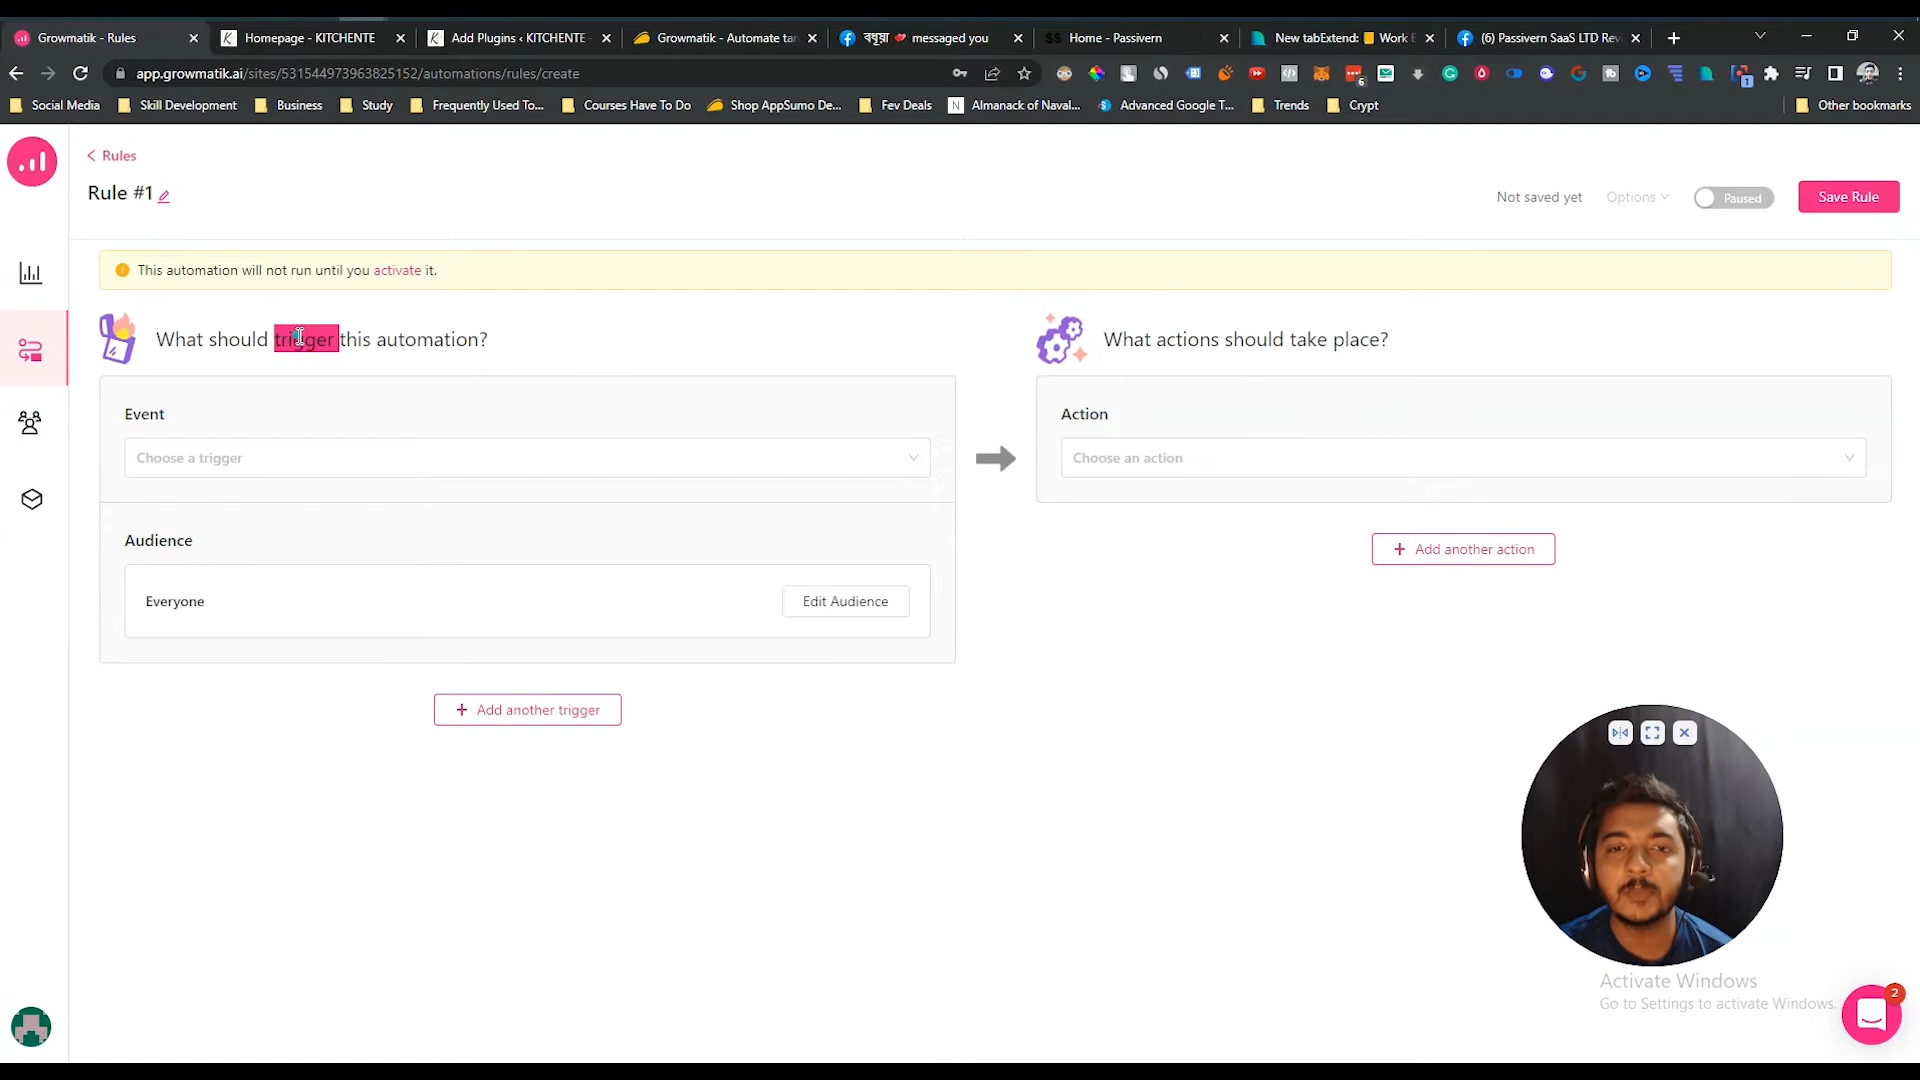 Growmatik - Rules
Homepage - KITCHENTE
Add Plugins ‹ KITCHENTE -
Growmatik - Automate tas
বধূয়া ❤ messaged you
$$ Home - Passivern
New tabExtend: Work E
(6) Passivern SaaS LTD Rev
app.growmatik.ai/sites/531544973963825152/automations/rules/create
6
1
Social Media
Skill Development
Business
Study
Frequently Used To...
Courses Have To Do
Shop AppSumo De...
Fev Deals
Almanack of Naval...
Advanced Google T...
Trends
Crypt
Other bookmarks
Rules
Rule #1
Not saved yet
Options
Paused
Save Rule
This automation will not run until you activate it.
What should trigger this automation?
What actions should take place?
Event
Choose a trigger
Action
Choose an action
Audience
Everyone
Edit Audience
+ Add another action
+ Add another trigger
Activate Windows
Go to Settings to activate Windows.
2